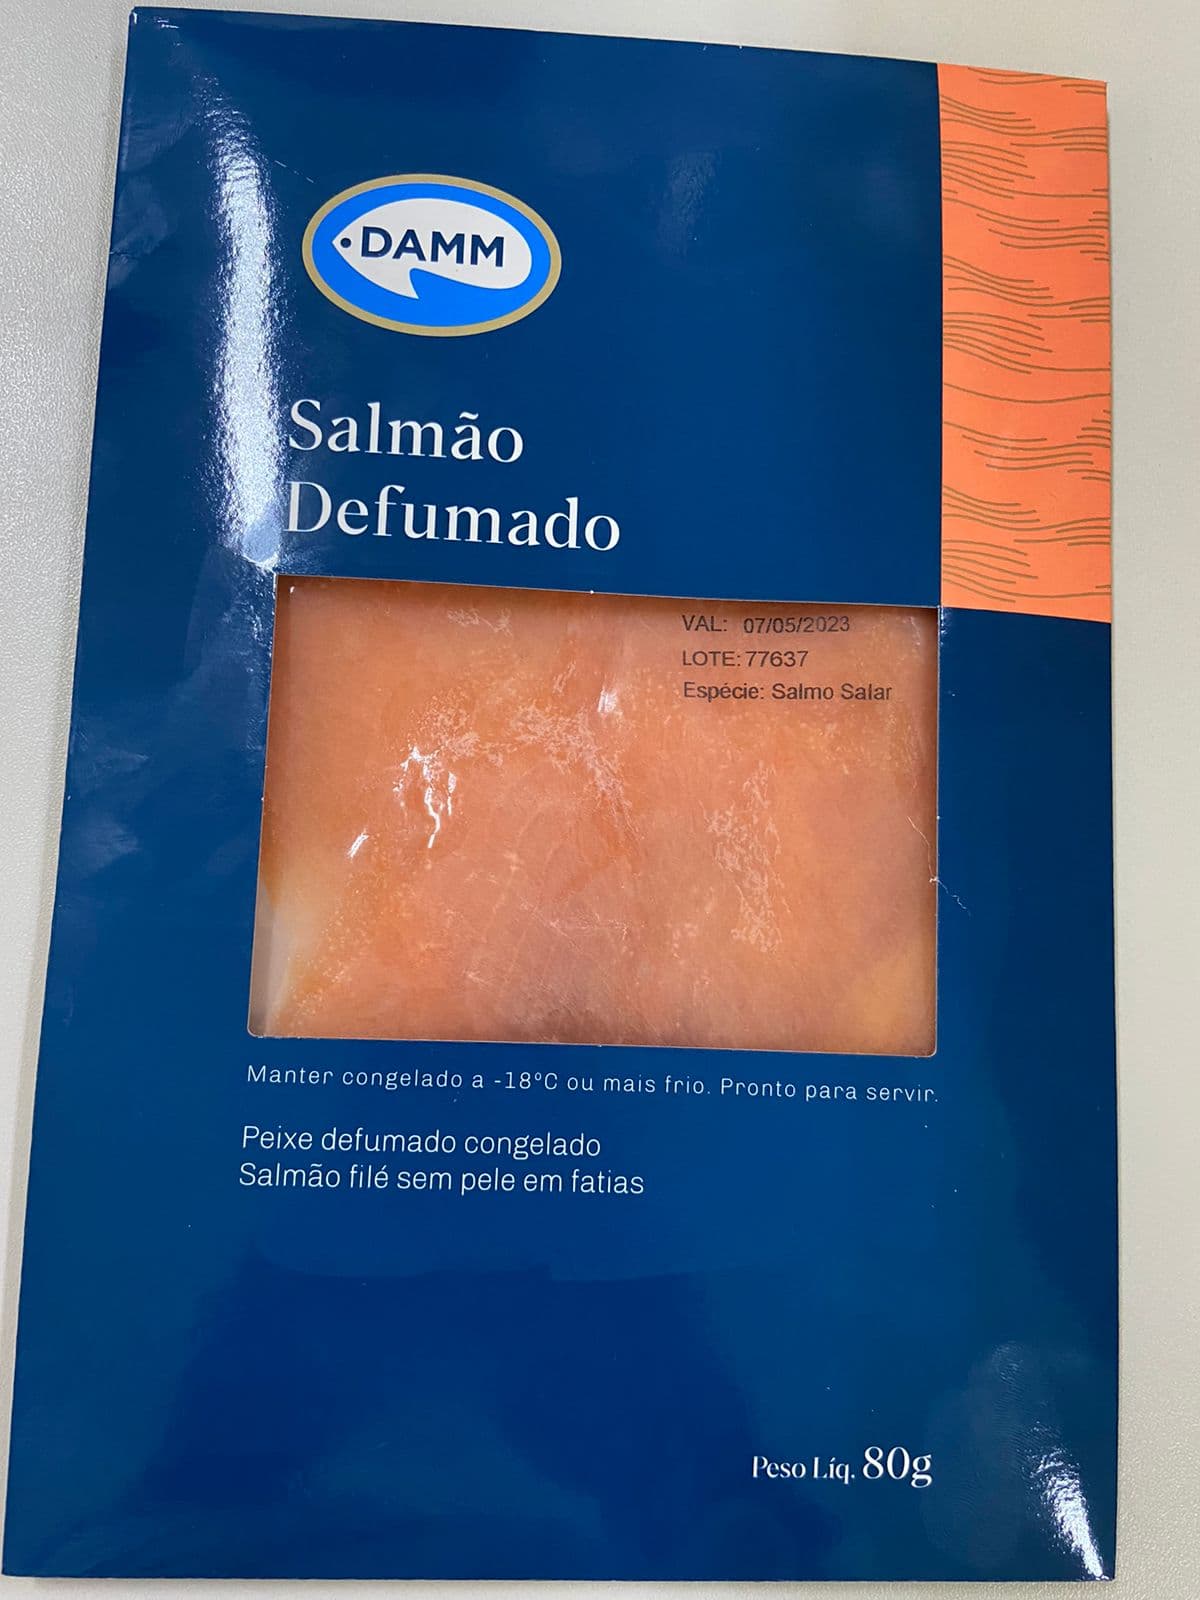 DAMM
Salmão
Defumado
VAL: 07/05/2023
LOTE: 77637
Espécie: Salmo Salar
Manter congelado a -18ºC ou mais frio. Pronto para servir.
Peixe defumado congelado
Salmão filé sem pele em fatias
Peso Líq. 80g